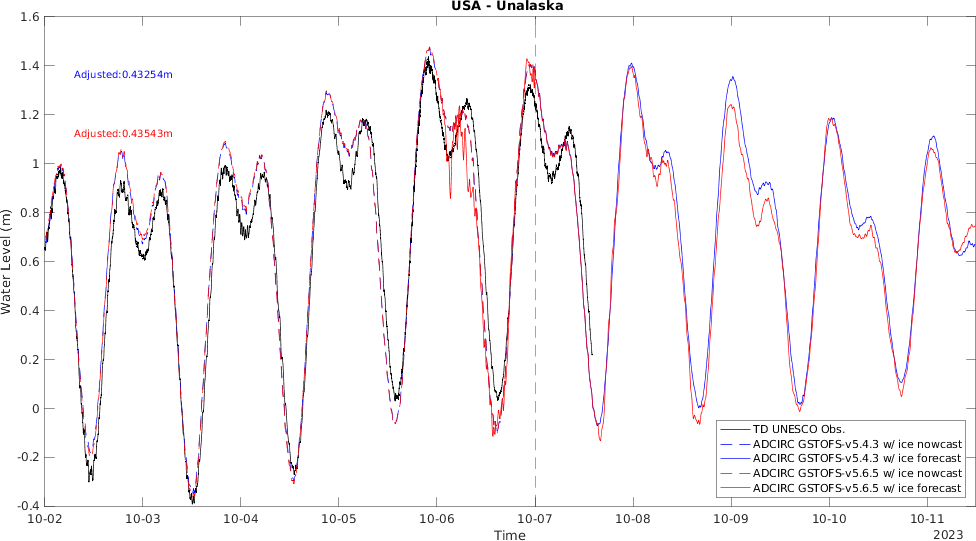 USA - Unalaska
1.6
1.4
1.2
1
0.8
0.6
0.4
0.2
0
-0.2
-0.4
Water Level (m)
Adjusted:0.43254m
Adjusted:0.43543m
TD UNESCO Obs.
ADCIRC GSTOFS-v5.4.3 w/ ice nowcast
ADCIRC GSTOFS-v5.4.3 w/ ice forecast
ADCIRC GSTOFS-v5.6.5 w/ ice nowcast
ADCIRC GSTOFS-v5.6.5 w/ ice forecast
10-02 10-03 10-04 10-05 10-06 10-07 10-08 10-09 10-10 10-11
Time
2023